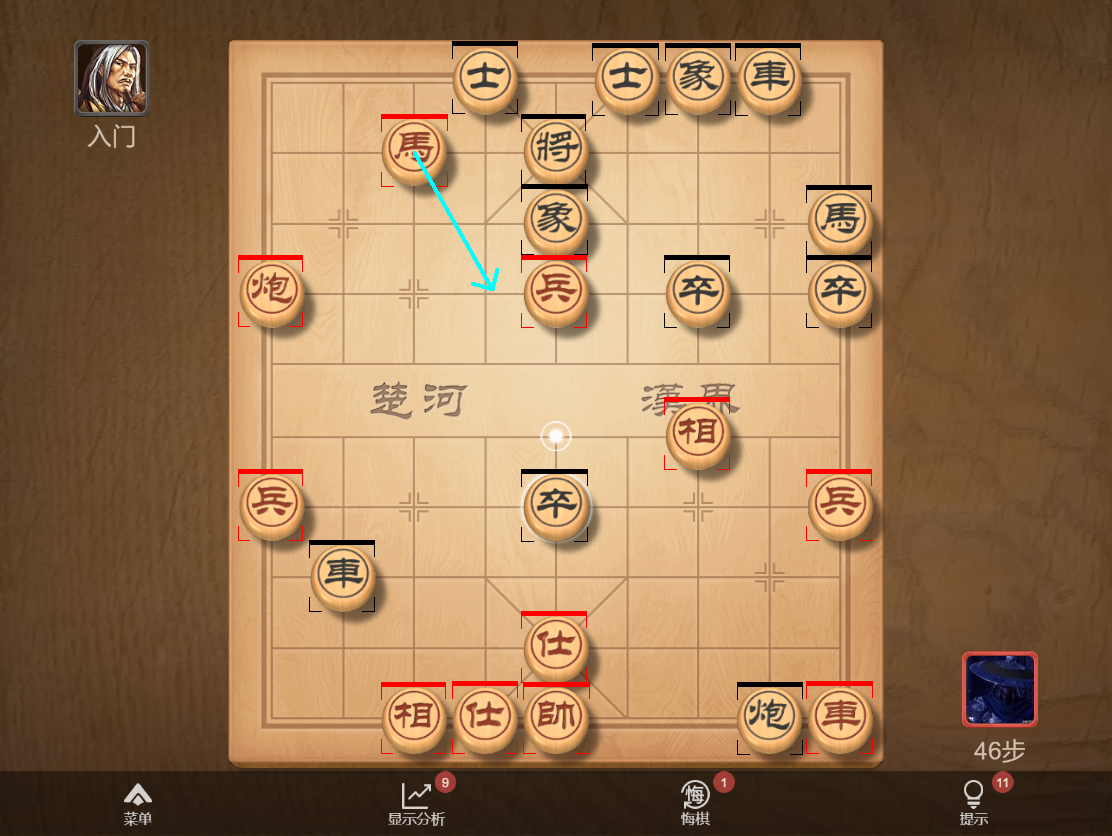 士 士 象 車
入门
馬 將
象 馬
炮 兵 卒 卒
楚河 漢界
相
兵 卒 兵
車
仕
相 仕 帥 炮 車
46步
9 1 11
悔
菜单 显示分析 悔棋 提示